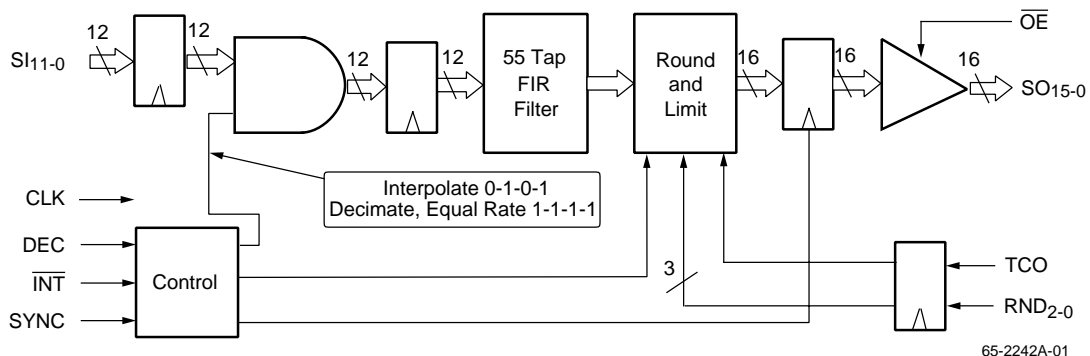 12
12
12
12
16
16
16
OE
SI11-0
55 Tap
FIR
Filter
Round
and
Limit
SO15-0
Interpolate 0-1-0-1
Decimate, Equal Rate 1-1-1-1
CLK
DEC
INT
SYNC
Control
3
TCO
RND2-0
65-2242A-01